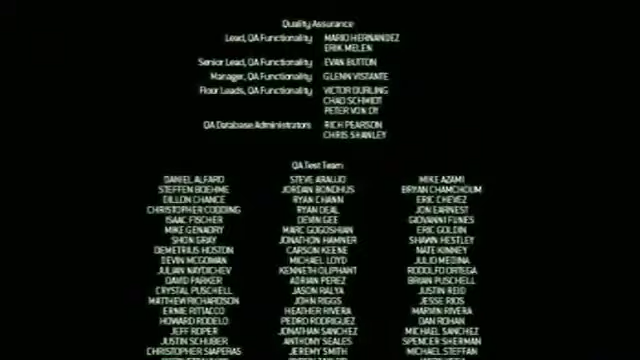 Quality Assurance
Lead, QA Functionality MARIO HERNANDEZ
ERIK MELEN
Senior Lead, QA Functionality EVAN BUTTON
Manager, QA Functionality GLENN VISTANTE
Floor Leads, QA Functionality VICTOR DURLING
CHAD SCHMIDT
PETER VON OY
QA Database Administrators RICH PEARSON
CHRIS SHANLEY
QA Test Team
DANIEL ALFARO STEVE ARAUJO MIKE AZAMI
STEFFEN BOEHME JORDAN BONDHUS BRYAN CHAMCHOUM
DILLON CHANCE RYAN CHANN ERIC CHEVEZ
CHRISTOPHER CODDING RYAN DEAL JON EARNEST
ISAAC FISCHER DEVIN GEE GIOVANNI FUNES
MIKE GENADRY MARC GOGOSHIAN ERIC GOLDIN
SHON GRAY JONATHON HAMNER SHAWN HESTLEY
DEMETRIUS HOSTON CARSON KEENE NATE KINNEY
DEVIN MCGOWAN MICHAEL LOYD JULIO MEDINA
JULIAN NAYDICHEV KENNETH OLIPHANT RODOLFO ORTEGA
DAVID PARKER ADRIAN PEREZ BRIAN PUSCHELL
CRYSTAL PUSCHELL JASON RALYA JUSTIN REID
MATTHEW RICHARDSON JOHN RIGGS JESSE RIOS
ERNIE RITTACCO HEATHER RIVERA MARVIN RIVERA
HOWARD RODELO PEDRO RODRIGUEZ DAN ROHAN
JEFF ROPER JONATHAN SANCHEZ MICHAEL SANCHEZ
JUSTIN SCHUBER ANTHONY SEALES SPENCER SHERMAN
CHRISTOPHER SIAPERAS JEREMY SMITH MICHAEL STEFFAN